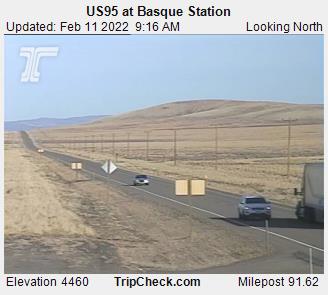 US95 at Basque Station
Updated: Feb 11 2022 9:16 AM Looking North
Elevation 4460 TripCheck.com Milepost 91.62